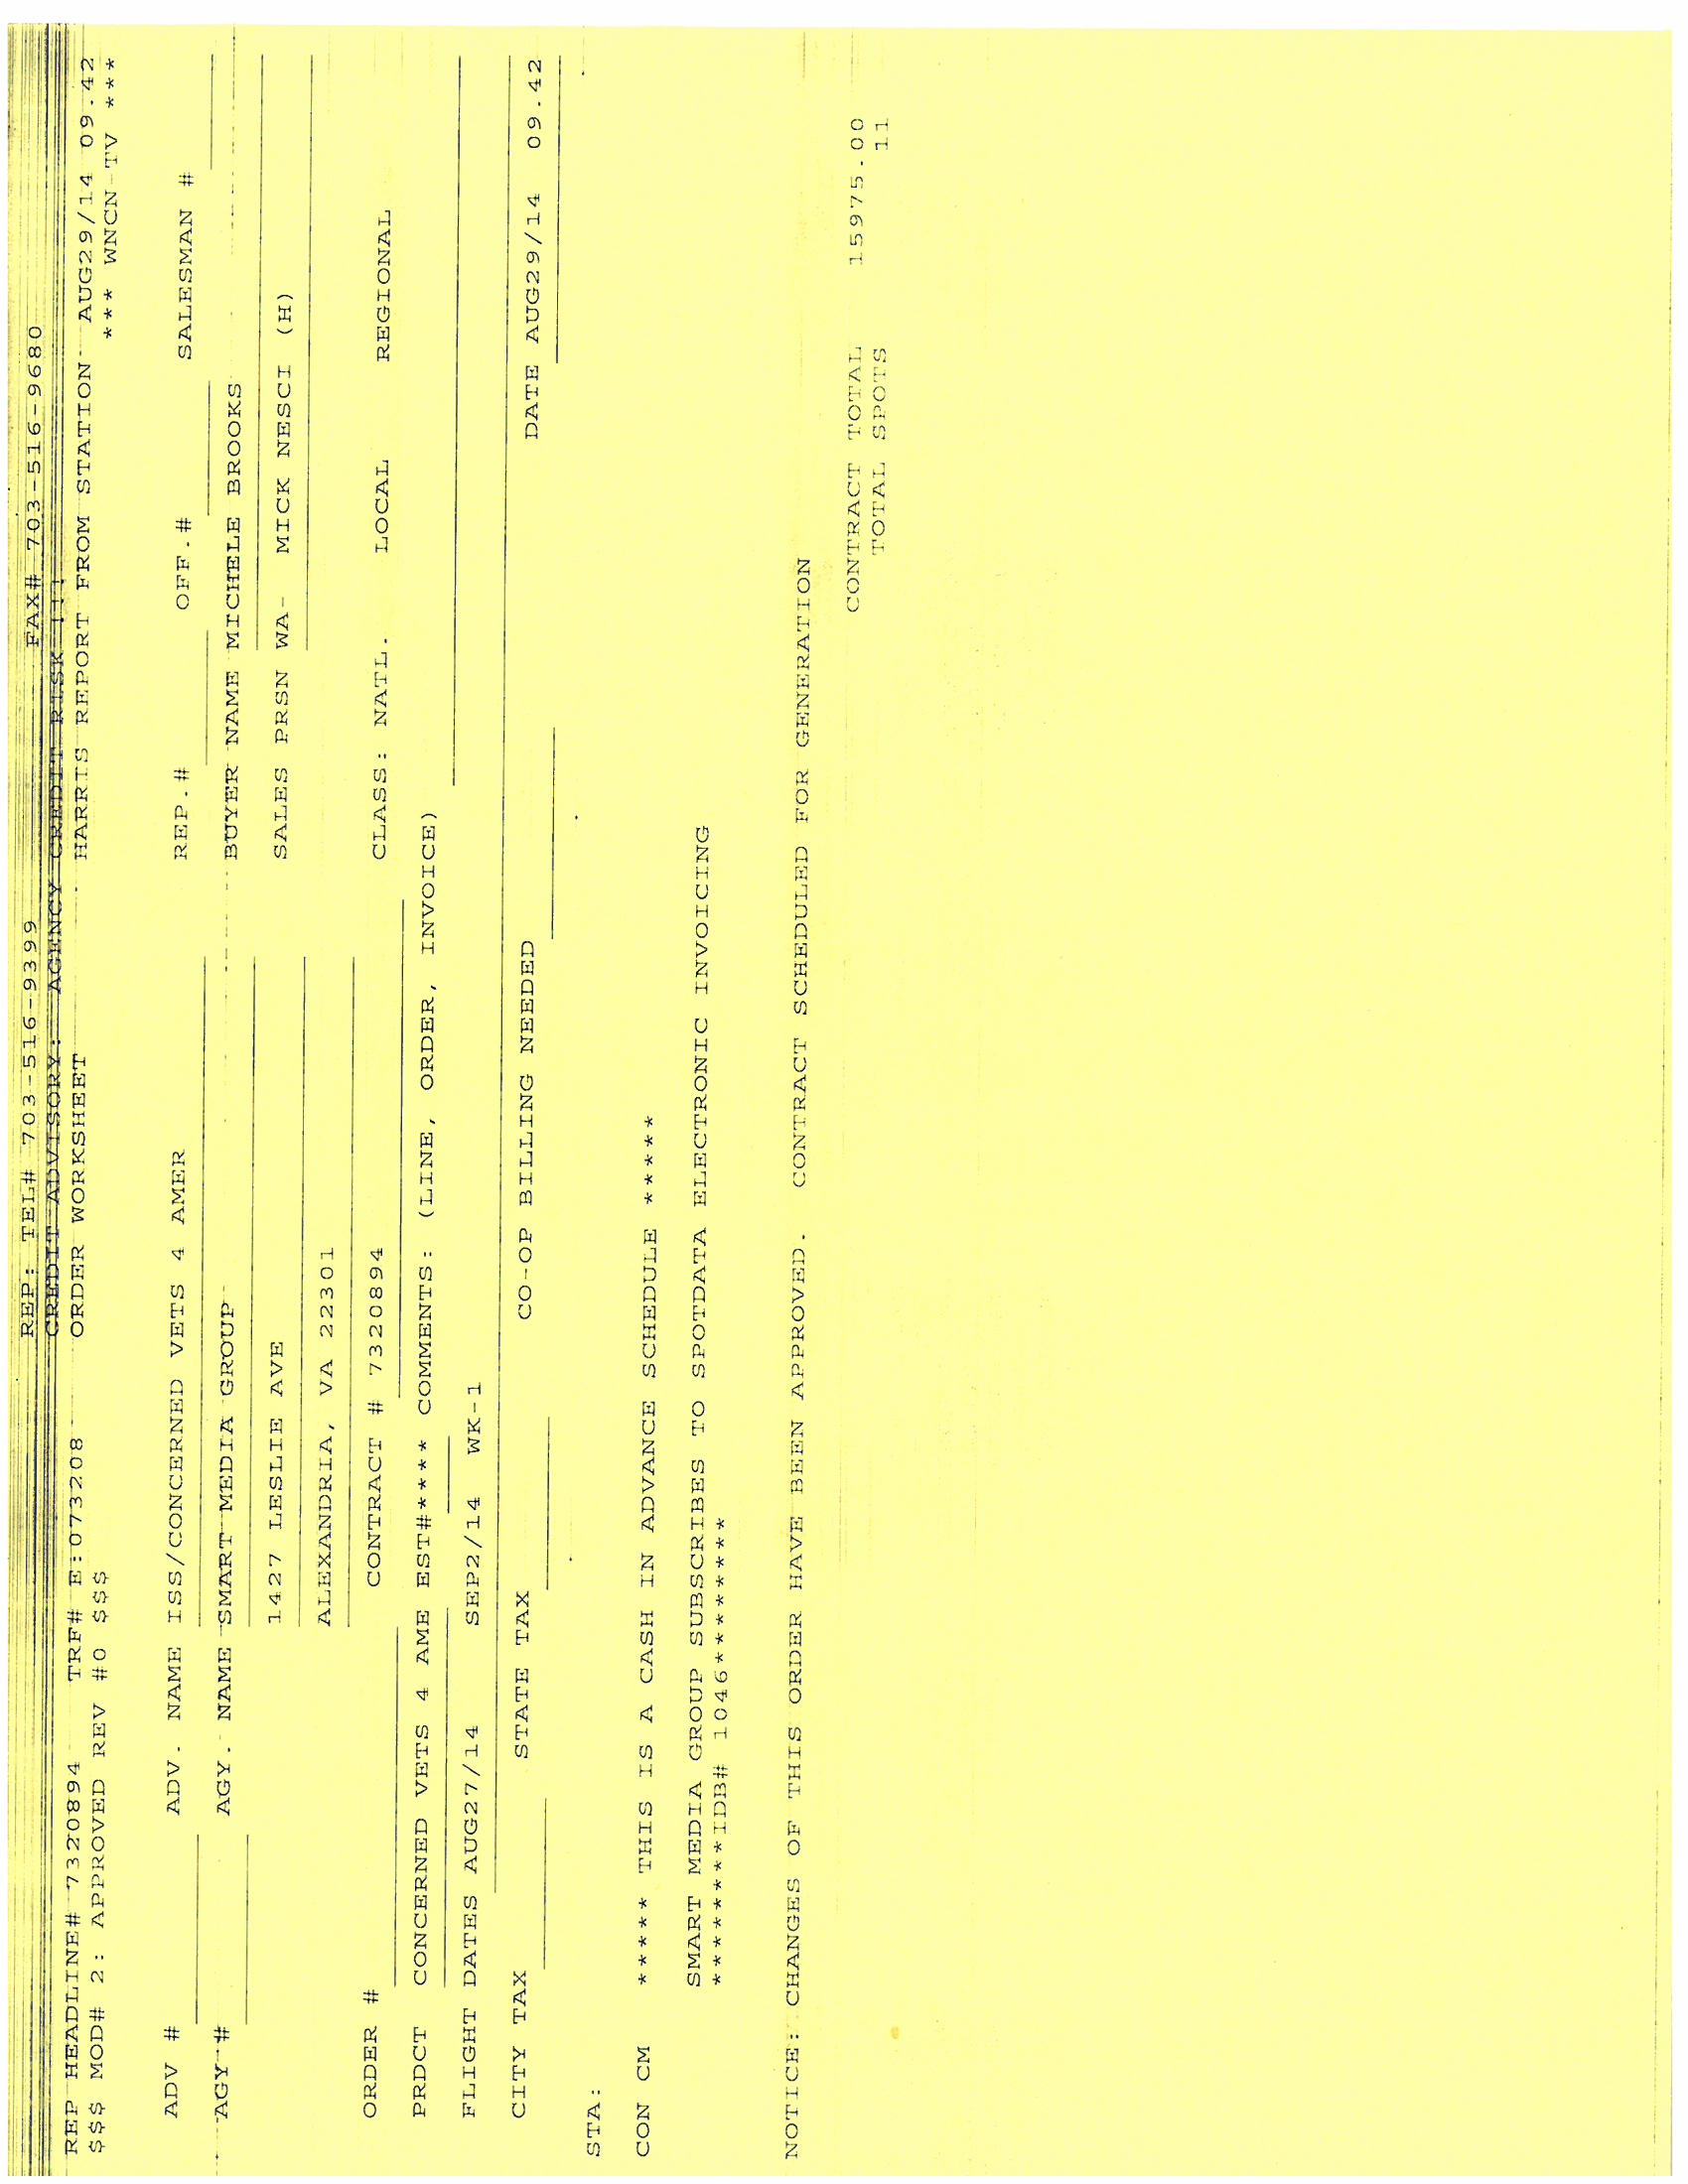 REP: TEL# 703-516-9399 FAX# 703-516-9680
CREDIT ADVISORY: AGENCY CREDIT RISK !!!
REP HEADLINE# 7320894 TRF# E:073208 ORDER WORKSHEET HARRIS REPORT FROM STATION AUG29/14 09.42
$$$ MOD# 2: APPROVED REV #0 $$$ *** WNCN-TV ***
ADV # ADV. NAME ISS/CONCERNED VETS 4 AMER REP.# OFF.# SALESMAN #
AGY # AGY. NAME SMART MEDIA GROUP BUYER NAME MICHELE BROOKS
1427 LESLIE AVE SALES PRSN WA- MICK NESCI (H)
ALEXANDRIA, VA 22301
ORDER # CONTRACT # 7320894 CLASS: NATL. LOCAL REGIONAL
PRDCT CONCERNED VETS 4 AME EST#**** COMMENTS: (LINE, ORDER, INVOICE)
FLIGHT DATES AUG27/14 SEP2/14 WK-1
CITY TAX STATE TAX CO-OP BILLING NEEDED DATE AUG29/14 09.42
STA:
CON CM ***** THIS IS A CASH IN ADVANCE SCHEDULE *****
SMART MEDIA GROUP SUBSCRIBES TO SPOTDATA ELECTRONIC INVOICING
*********IDB# 1046*********
NOTICE: CHANGES OF THIS ORDER HAVE BEEN APPROVED. CONTRACT SCHEDULED FOR GENERATION
CONTRACT TOTAL 15975.00
TOTAL SPOTS 11